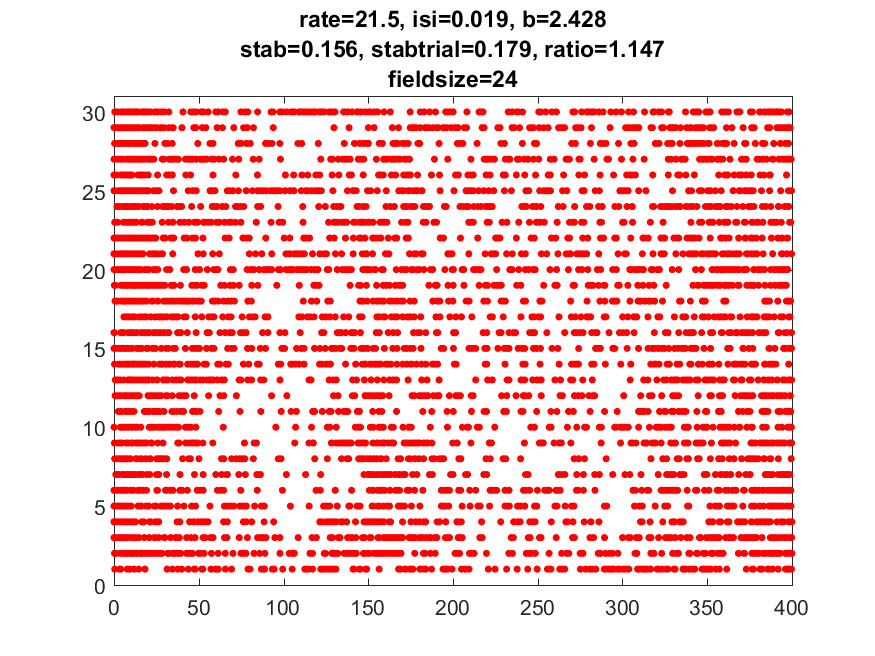 rate=21.5, isi=0.019, b=2.428
stab=0.156, stabtrial=0.179, ratio=1.147
fieldsize=24
30
25
20
15
10
5
0
0 50 100 150 200 250 300 350 400